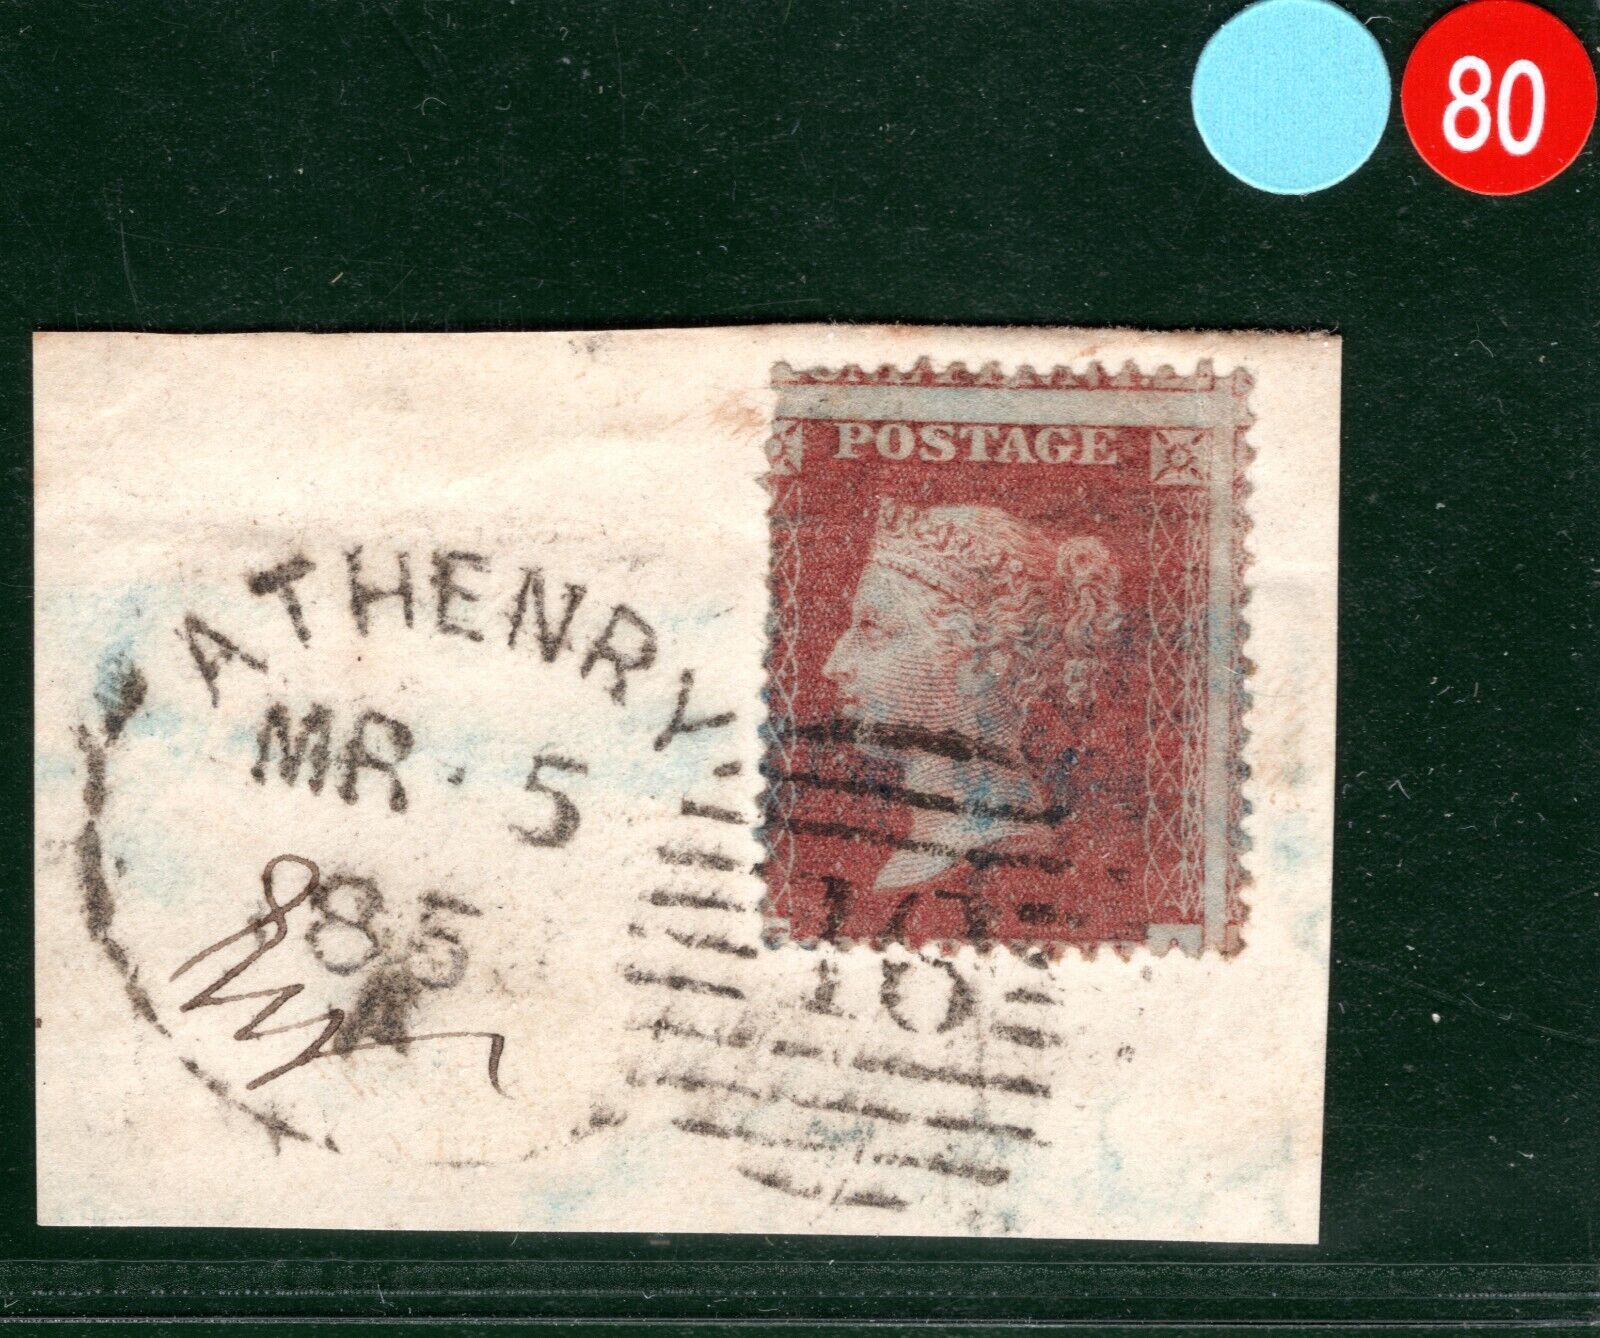 80
POSTAGE
ATHENRY
MR . 5
85
A
10